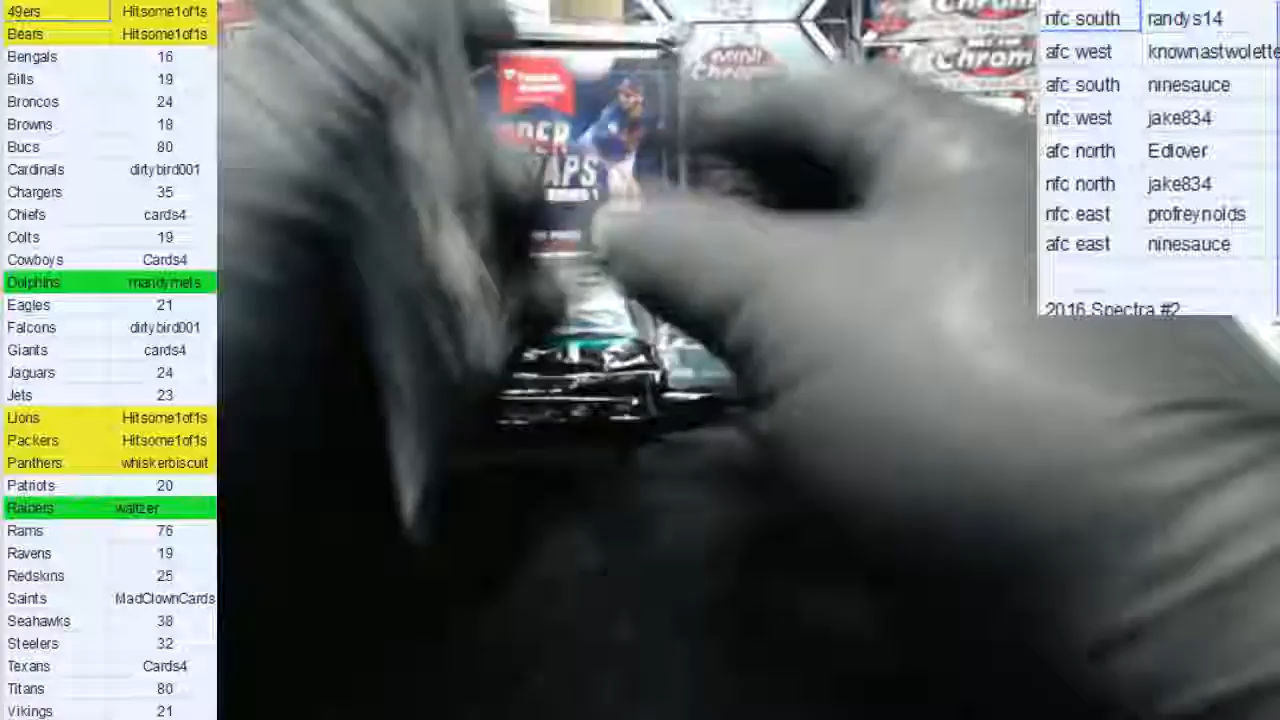 49ers Hitsome1of1s
Bears Hitsome1of1s
Bengals 16
Bills 19
Broncos 24
Browns 18
Bucs 80
Cardinals dirtybird001
Chargers 35
Chiefs cards4
Colts 19
Cowboys Cards4
Dolphins mandymels
Eagles 21
Falcons dirtybird001
Giants cards4
Jaguars 24
Jets 23
Lions Hitsome1of1s
Packers Hitsome1of1s
Panthers whiskerbiscuit
Patriots 20
Raiders waltzer
Rams 76
Ravens 19
Redskins 25
Saints MadClownCards
Seahawks 38
Steelers 32
Texans Cards4
Titans 80
Vikings 21
MINI
Chrome
Chrom
Chrom
nfc south randys14
afc west knownastwolette
afc south ninesauce
nfc west jake834
afc north Edlover
nfc north jake834
nfc east profreynolds
afc east ninesauce
2016 Spectra #2